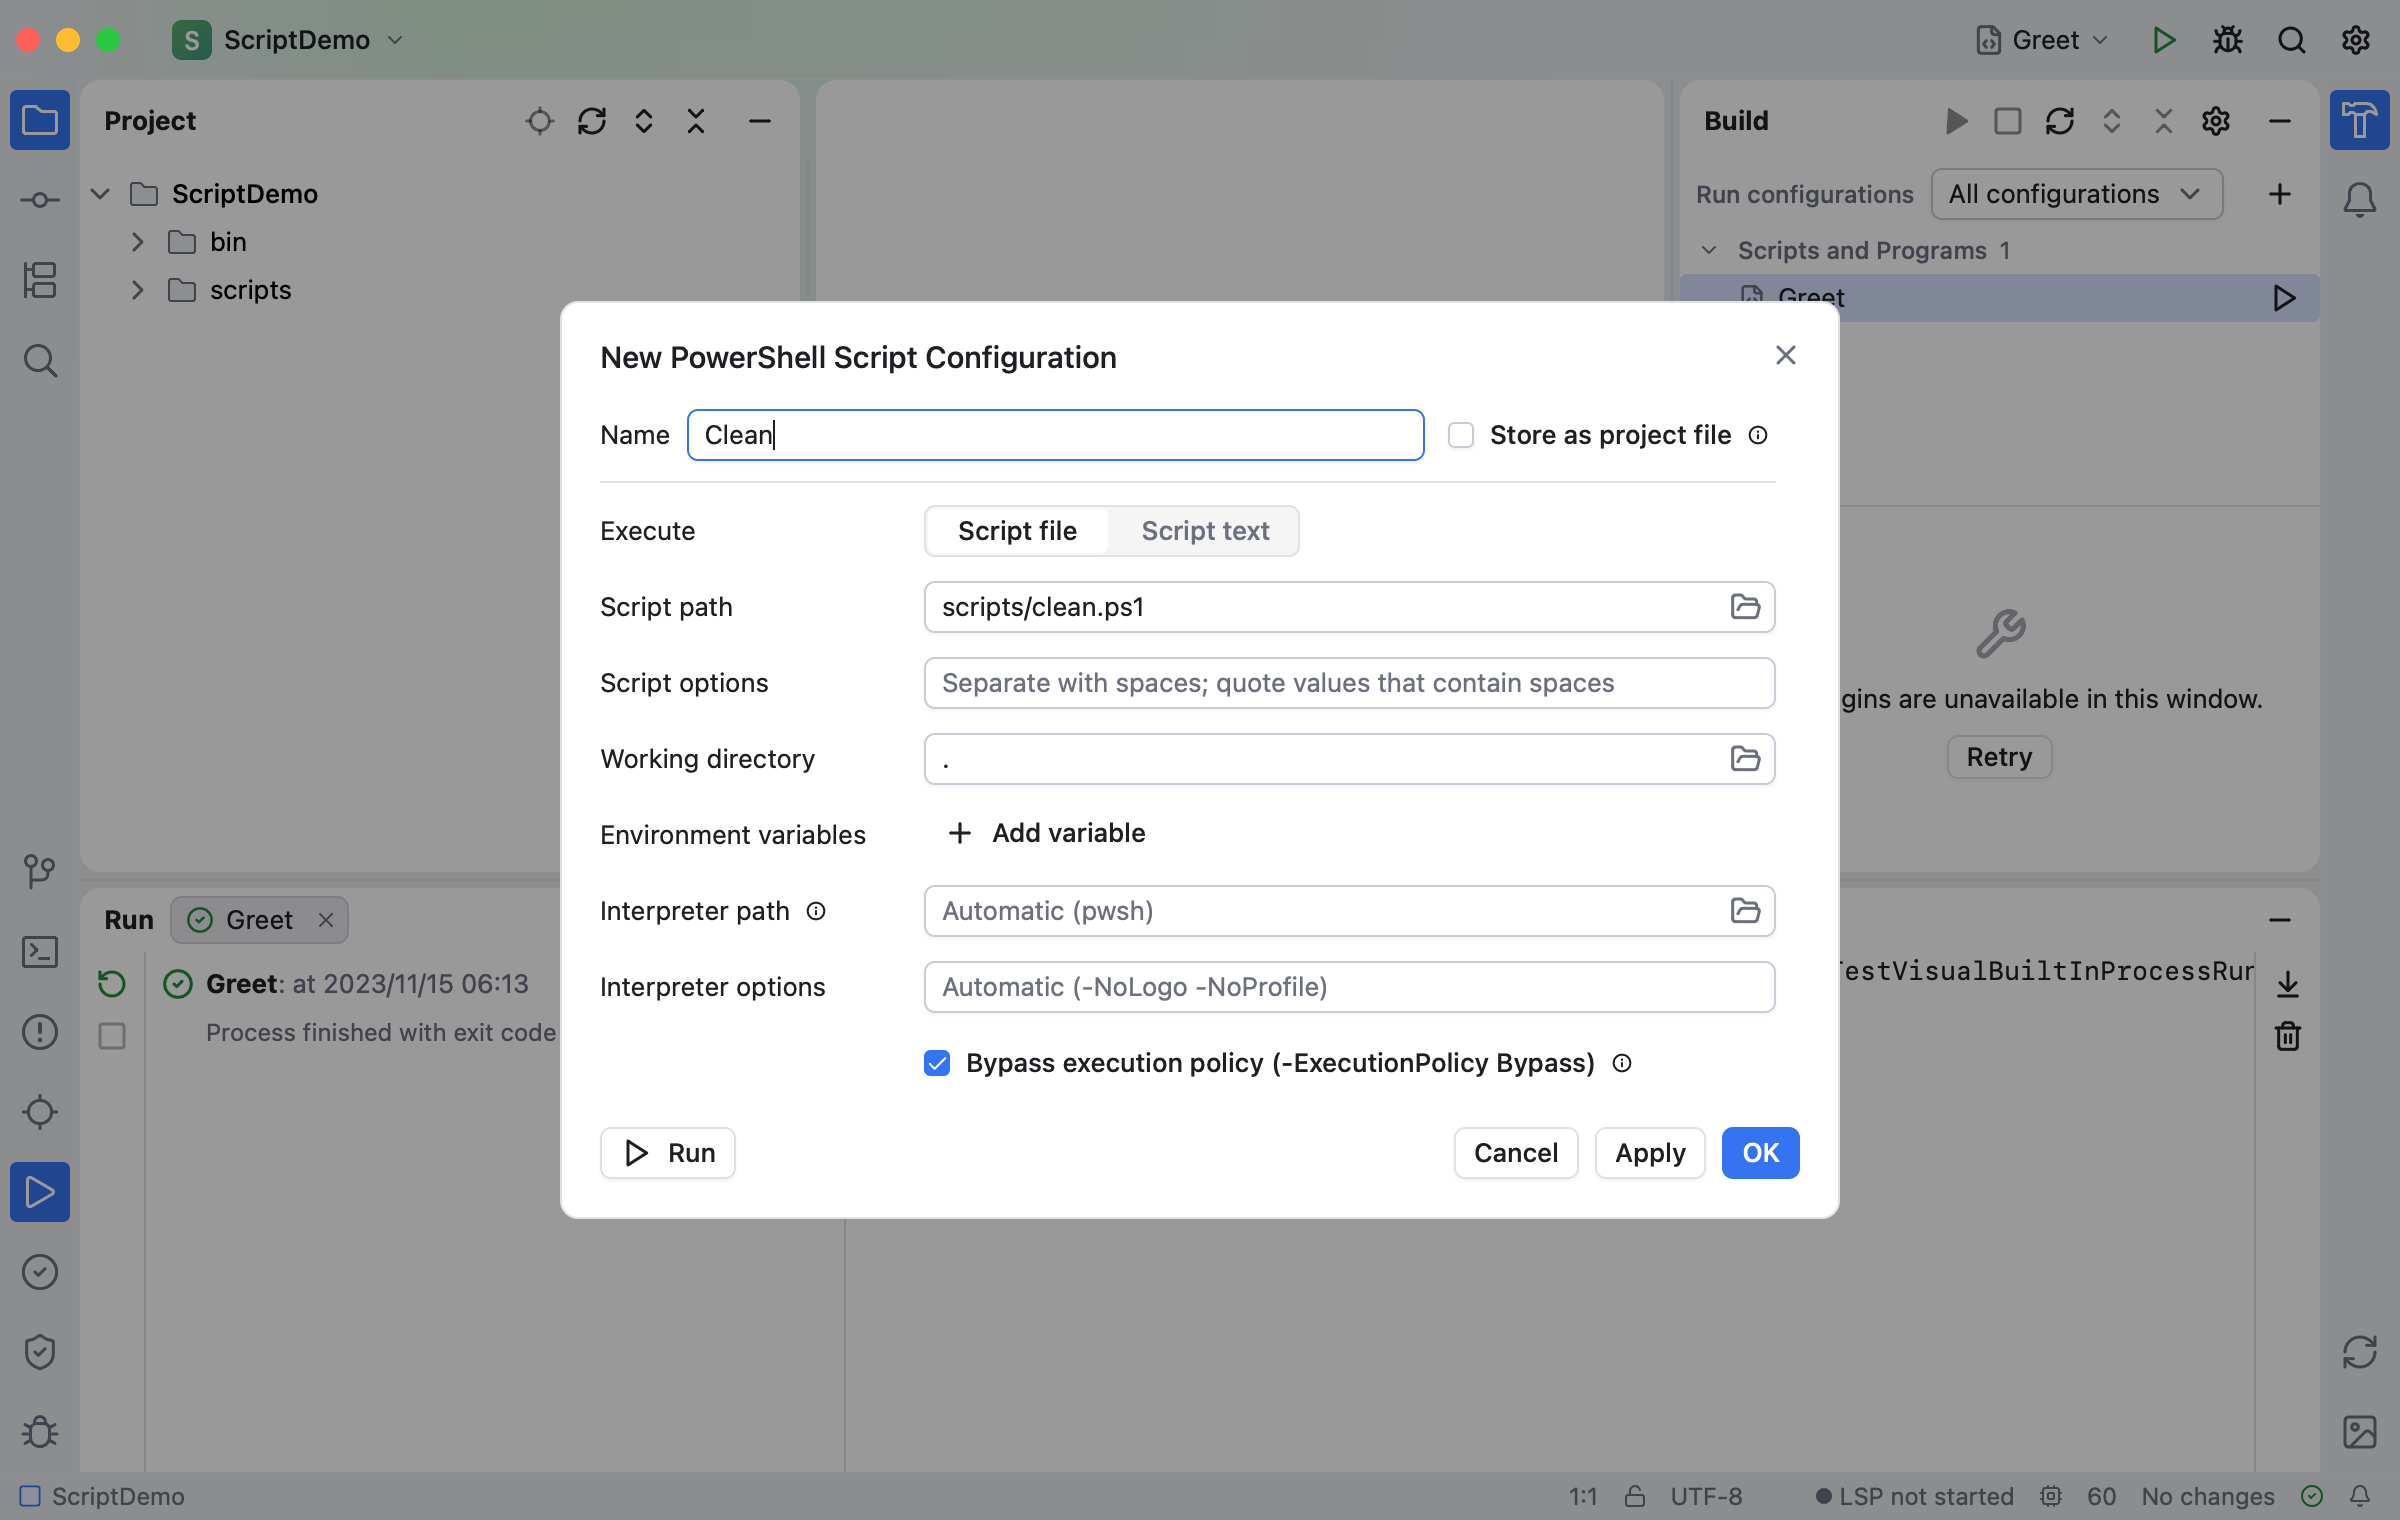 S ScriptDemo
Greet
Project
ScriptDemo
bin
scripts
Build
Run configurations All configurations
Scripts and Programs 1
Greet
gins are unavailable in this window.
Retry
New PowerShell Script Configuration
Name Clean Store as project file
Execute Script file Script text
Script path scripts/clean.ps1
Script options Separate with spaces; quote values that contain spaces
Working directory .
Environment variables Add variable
Interpreter path Automatic (pwsh)
Interpreter options Automatic (-NoLogo -NoProfile)
Bypass execution policy (-ExecutionPolicy Bypass)
Run Cancel Apply OK
Run Greet
Greet: at 2023/11/15 06:13
Process finished with exit code
estVisualBuiltInProcessRur
ScriptDemo 1:1 UTF-8 LSP not started 60 No changes